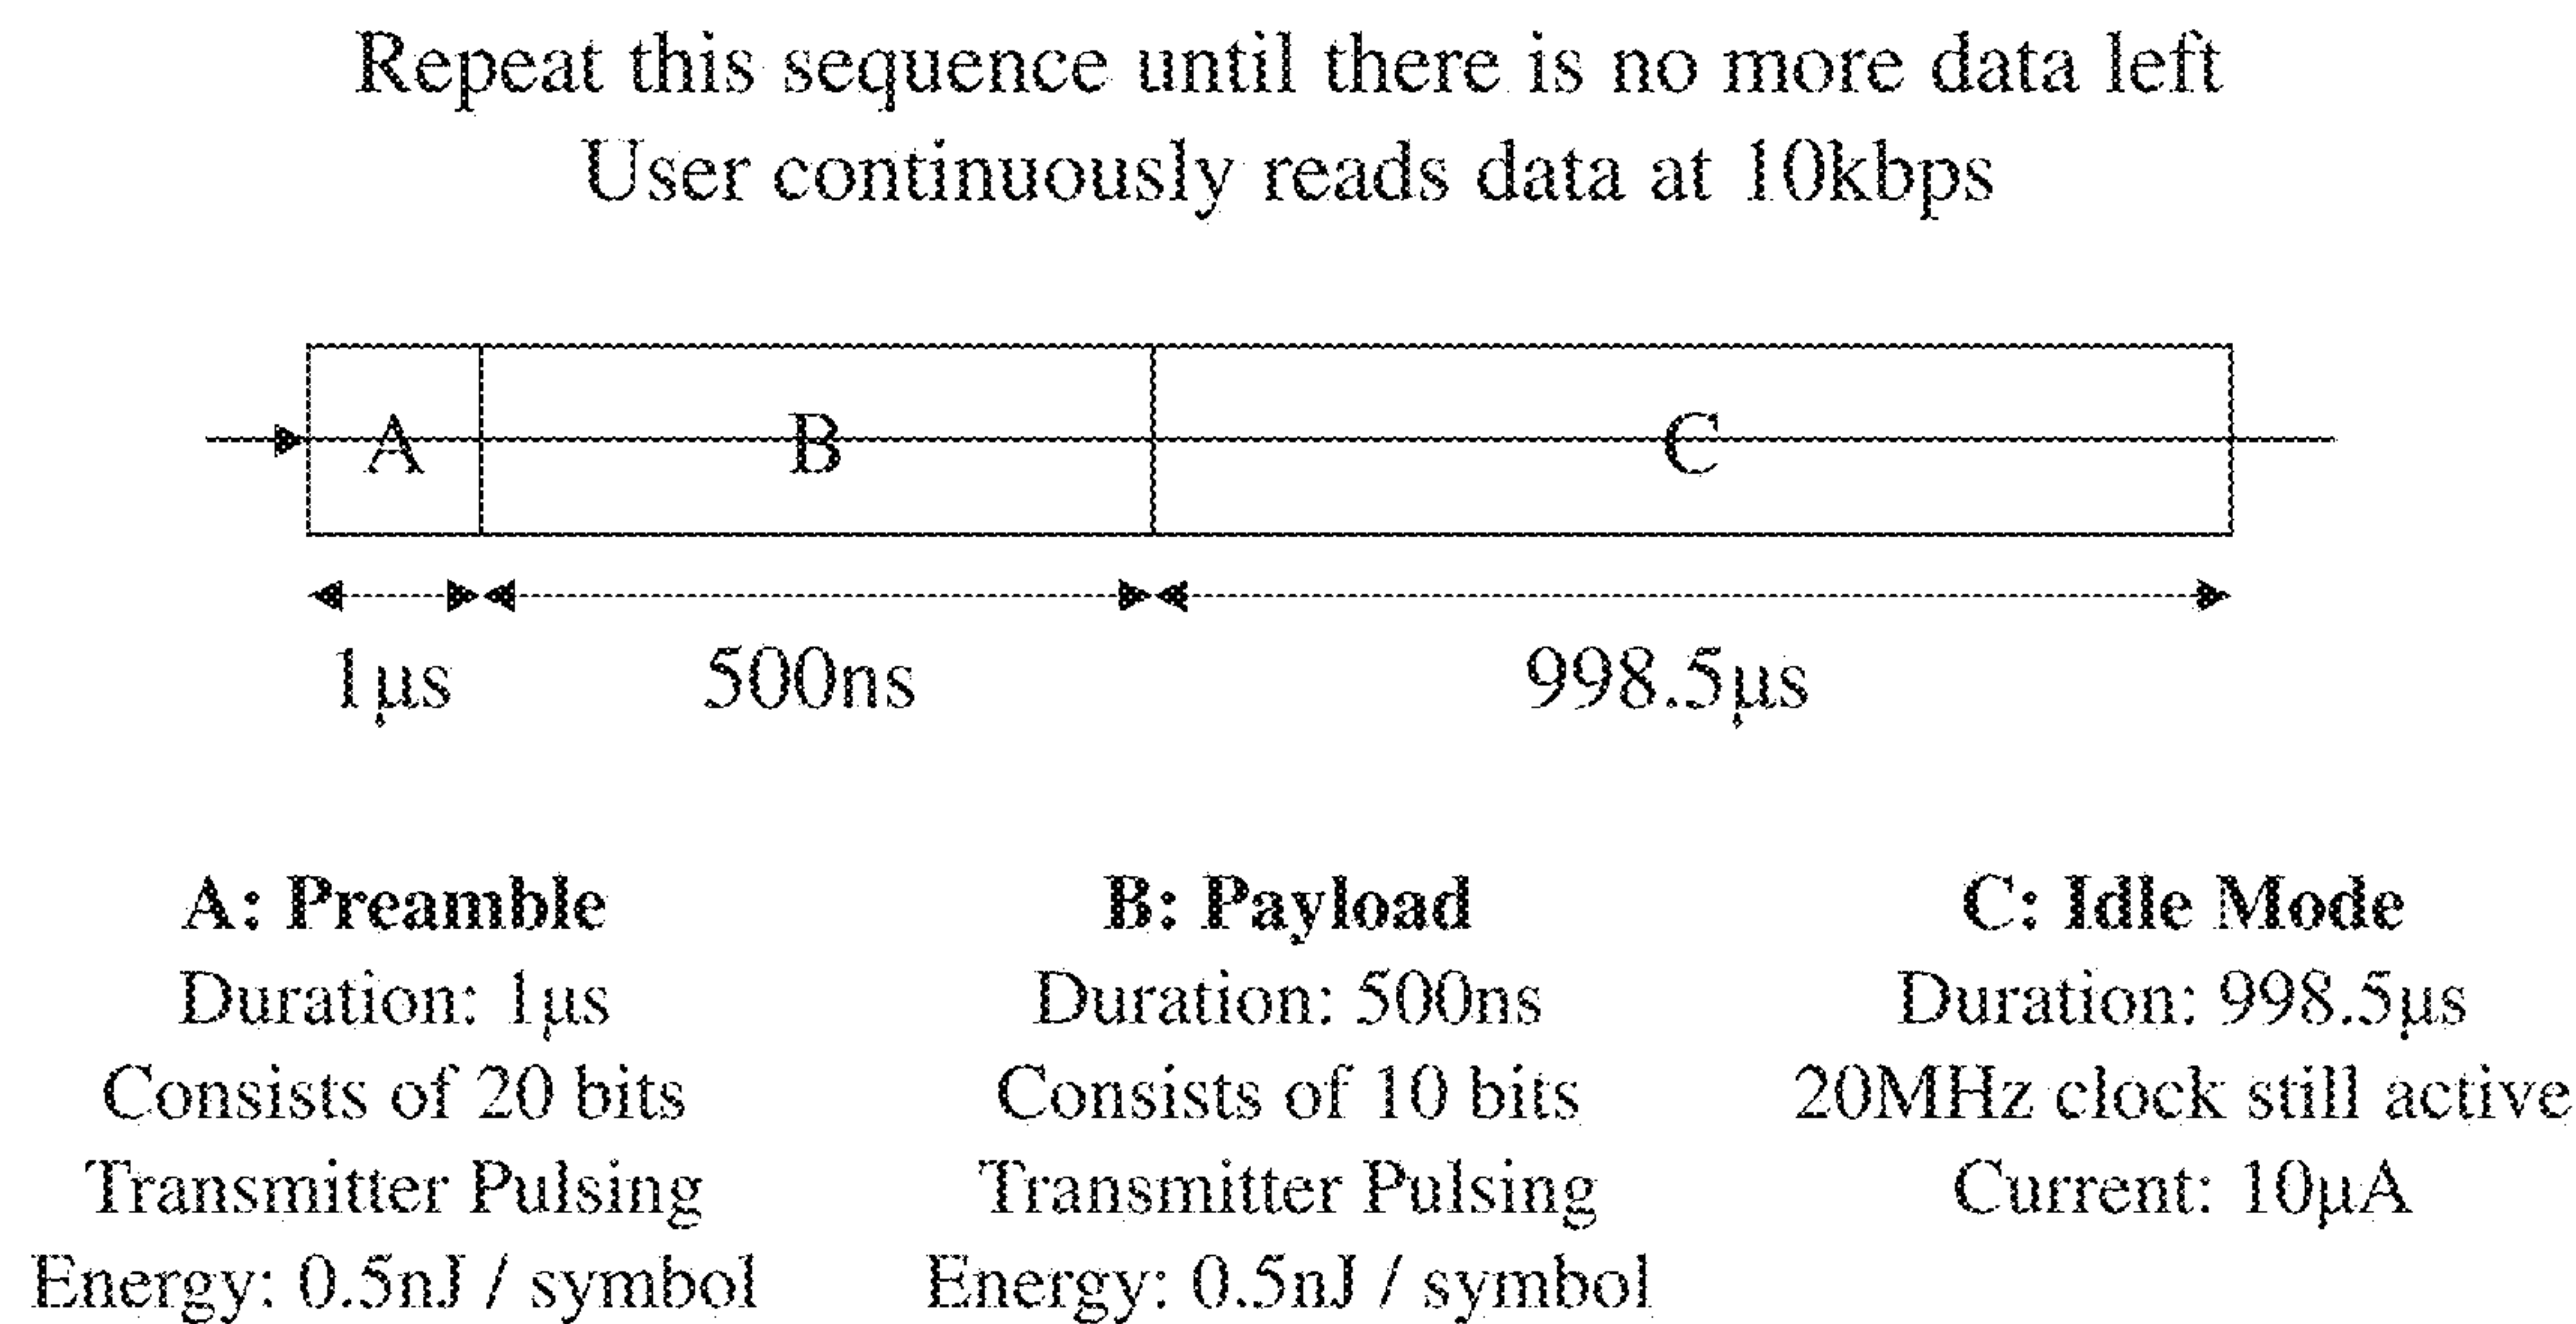 Repeat this sequence until there is no more data left
User continuously reads data at 10kbps
A B C
1µs 500ns 998.5µs
A: Preamble
Duration: 1µs
Consists of 20 bits
Transmitter Pulsing
Energy: 0.5nJ / symbol
B: Payload
Duration: 500ns
Consists of 10 bits
Transmitter Pulsing
Energy: 0.5nJ / symbol
C: Idle Mode
Duration: 998.5µs
20MHz clock still active
Current: 10µA